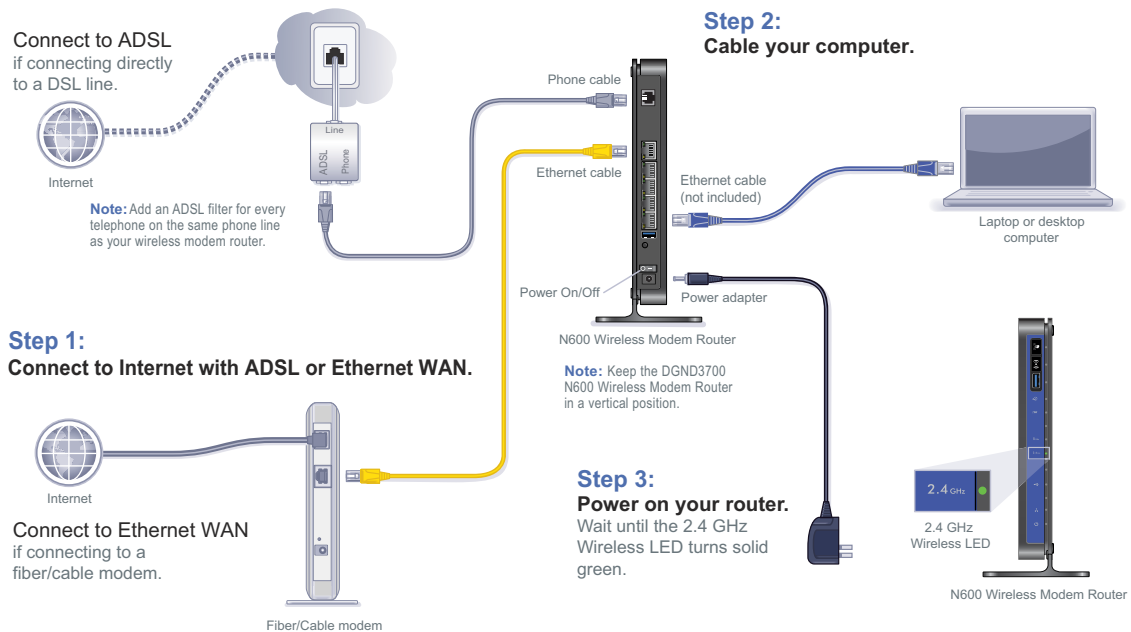 Connect to ADSL
if connecting directly
to a DSL line.
Internet
Line
ADSL
Phone
Note: Add an ADSL filter for every
telephone on the same phone line
as your wireless modem router.
Phone cable
Ethernet cable
Step 2:
Cable your computer.
Ethernet cable
(not included)
Laptop or desktop
computer
Power On/Off
Power adapter
N600 Wireless Modem Router
Note: Keep the DGND3700
N600 Wireless Modem Router
in a vertical position.
Step 1:
Connect to Internet with ADSL or Ethernet WAN.
Internet
Connect to Ethernet WAN
if connecting to a
fiber/cable modem.
Fiber/Cable modem
Step 3:
Power on your router.
Wait until the 2.4 GHz
Wireless LED turns solid
green.
2.4 GHz
2.4 GHz
Wireless LED
N600 Wireless Modem Router